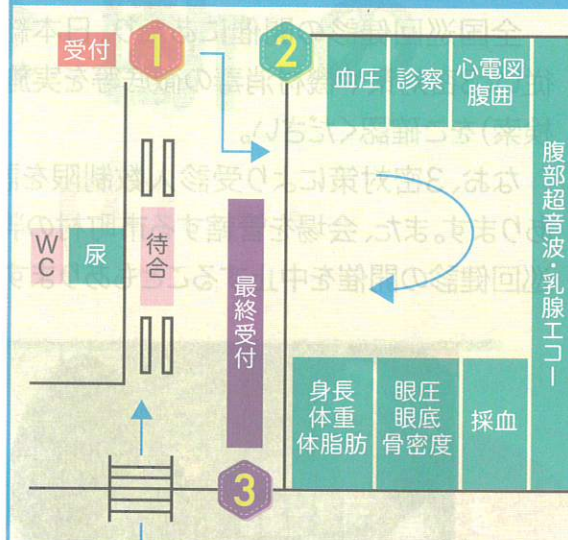 受付
1
2
血圧
診察
心電図
腹囲
腹部超音波・乳腺エコー
WC
尿
待合
最終受付
身長
体重
体脂肪
眼圧
眼底
骨密度
採血
3